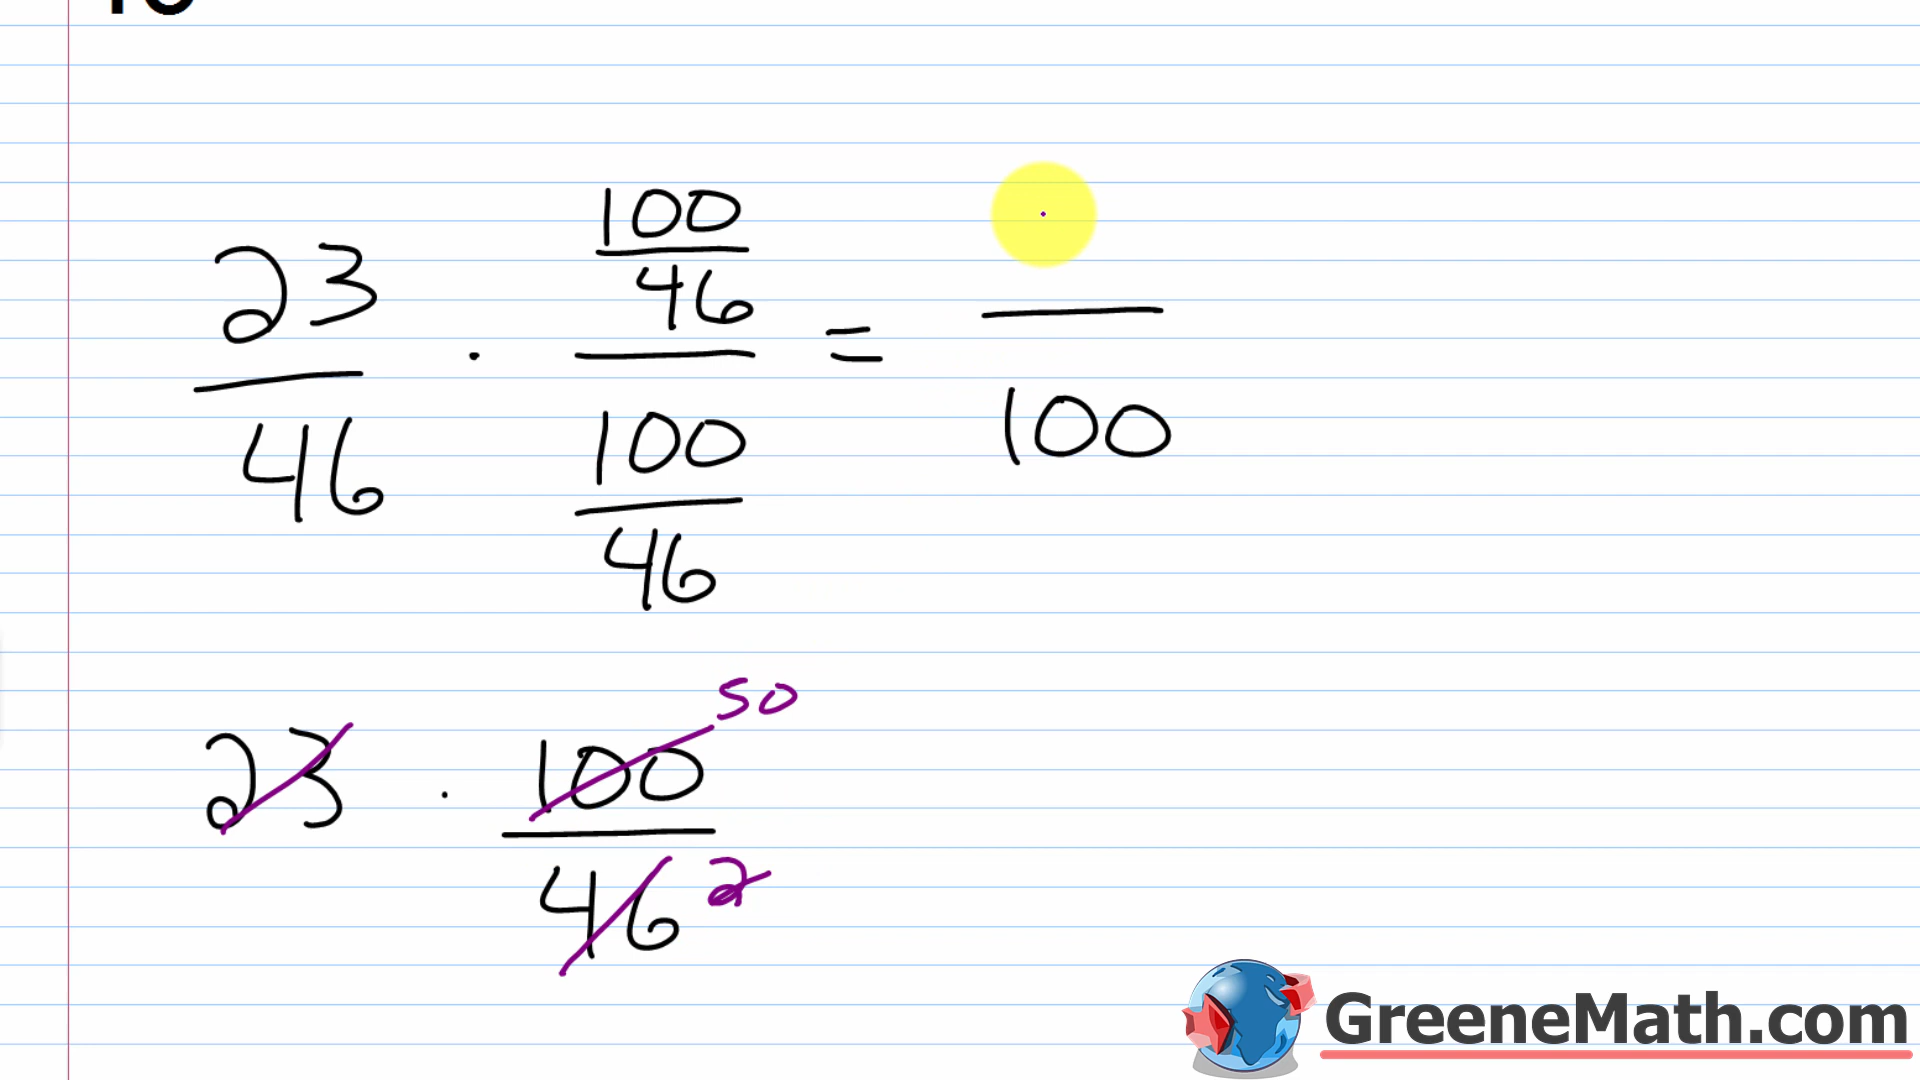 100
23 / 46 · 46 / 100 / 46 = / 100
50
23 · 100 / 46 2
GreeneMath.com